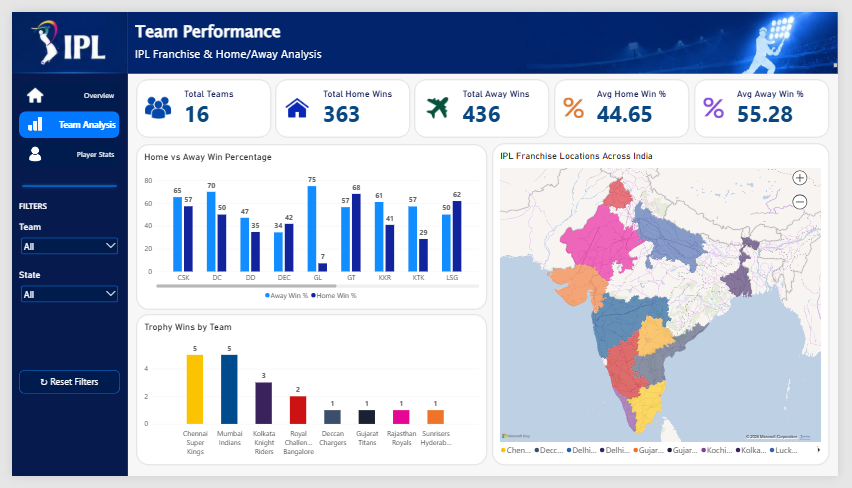 IPL
Team Performance
IPL Franchise & Home/Away Analysis
Overview
Team Analysis
Player Stats
FILTERS
Team
All
State
All
↻ Reset Filters
Total Teams
16
Total Home Wins
363
Total Away Wins
436
Avg Home Win %
44.65
Avg Away Win %
55.28
Home vs Away Win Percentage
80
60
40
20
0
65 57 70 50 47 35 34 42 75 7 57 68 61 41 57 29 50 62
CSK DC DD DEC GL GT KKR KTK LSG
Away Win % Home Win %
Trophy Wins by Team
4
2
0
5 5 3 2 1 1 1 1
Chennai Super Kings
Mumbai Indians
Kolkata Knight Riders
Royal Challen... Bangalore
Deccan Chargers
Gujarat Titans
Rajasthan Royals
Sunrisers Hyderab...
IPL Franchise Locations Across India
Microsoft Bing
© 2026 Microsoft Corporation Terms
Chen... Decc... Delhi... Delhi... Gujar... Gujar... Kochi... Kolka... Luck...